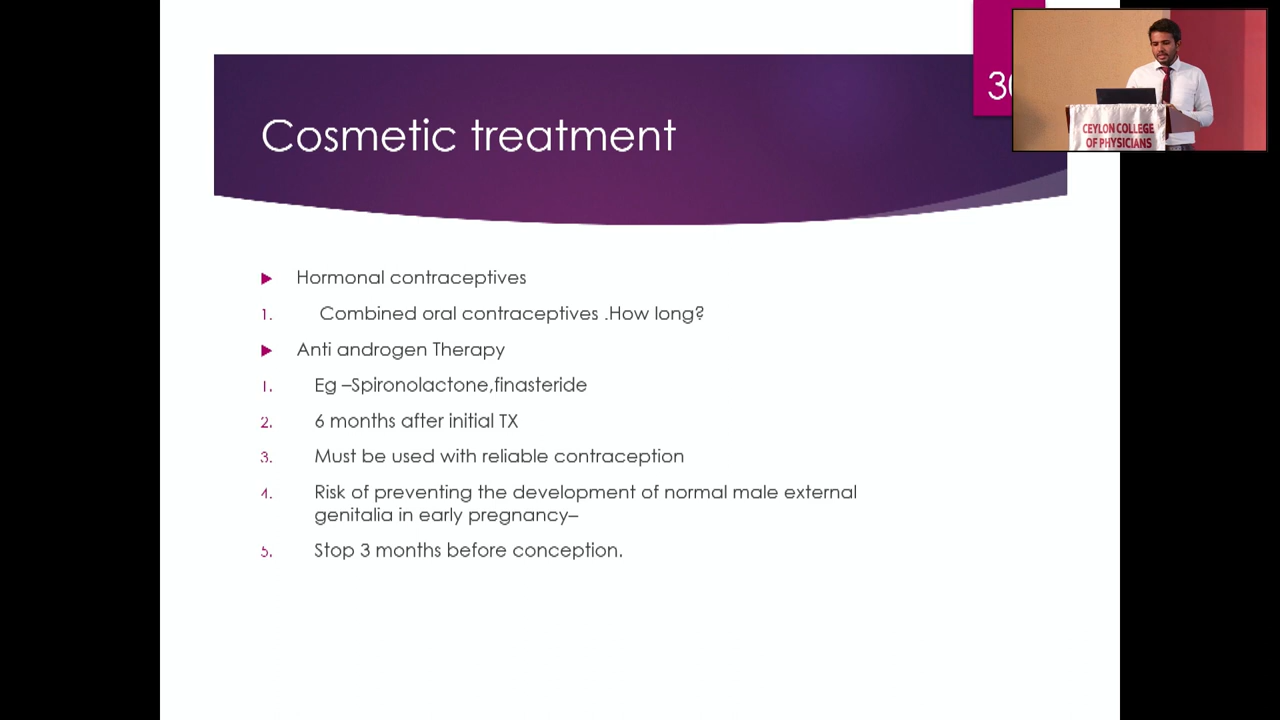 Cosmetic treatment
CEYLON COLLEGE
OF PHYSICIANS
Hormonal contraceptives
1. Combined oral contraceptives .How long?
Anti androgen Therapy
1. Eg –Spironolactone,finasteride
2. 6 months after initial TX
3. Must be used with reliable contraception
4. Risk of preventing the development of normal male external
genitalia in early pregnancy–
5. Stop 3 months before conception.